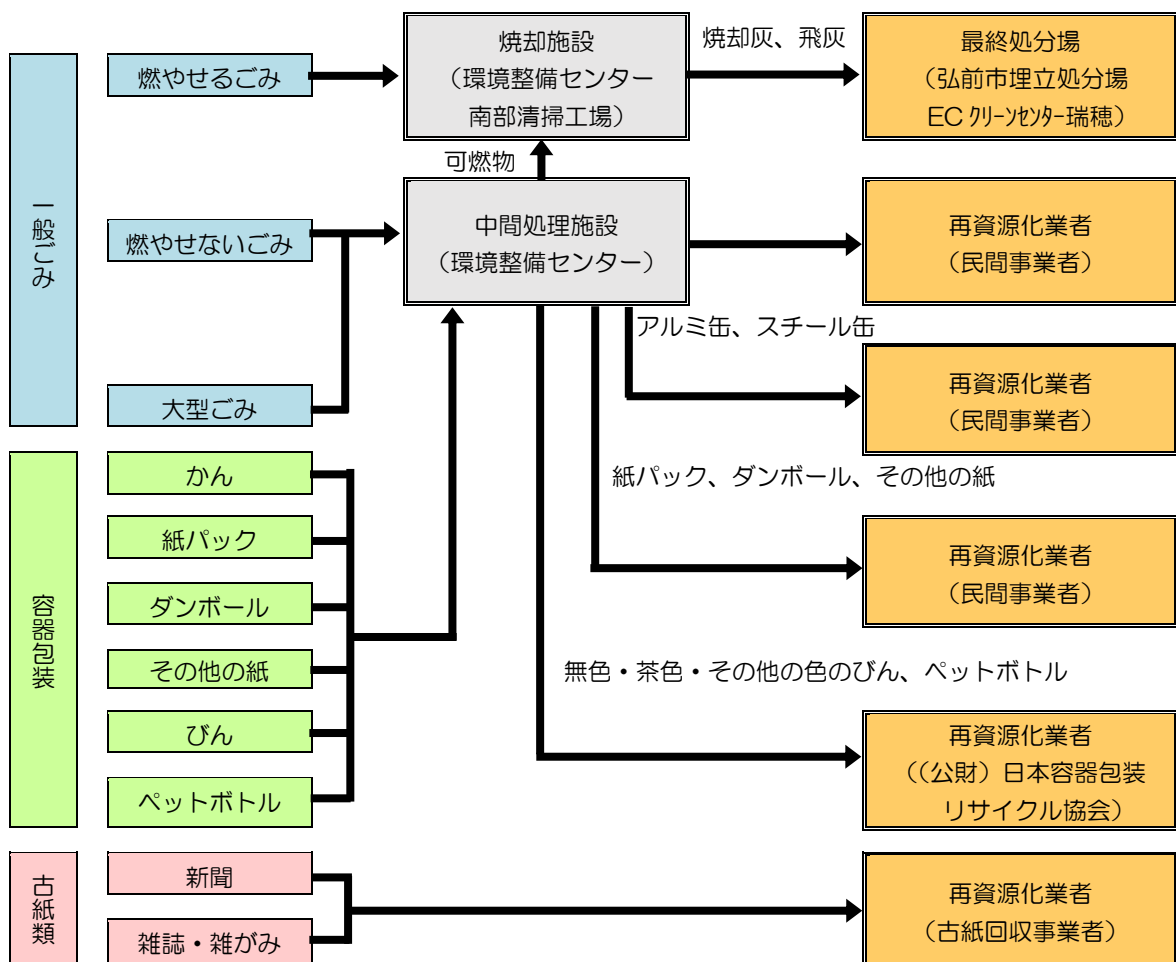 一般ごみ
燃やせるごみ
燃やせないごみ
大型ごみ
焼却施設
（環境整備センター
南部清掃工場）
焼却灰、飛灰
最終処分場
（弘前市埋立処分場
ECクリーンセンター瑞穂）
可燃物
中間処理施設
（環境整備センター）
再資源化業者
（民間事業者）
アルミ缶、スチール缶
再資源化業者
（民間事業者）
容器包装
かん
紙パック
ダンボール
その他の紙
びん
ペットボトル
紙パック、ダンボール、その他の紙
再資源化業者
（民間事業者）
無色・茶色・その他の色のびん、ペットボトル
再資源化業者
（（公財）日本容器包装
リサイクル協会）
古紙類
新聞
雑誌・雑がみ
再資源化業者
（古紙回収事業者）